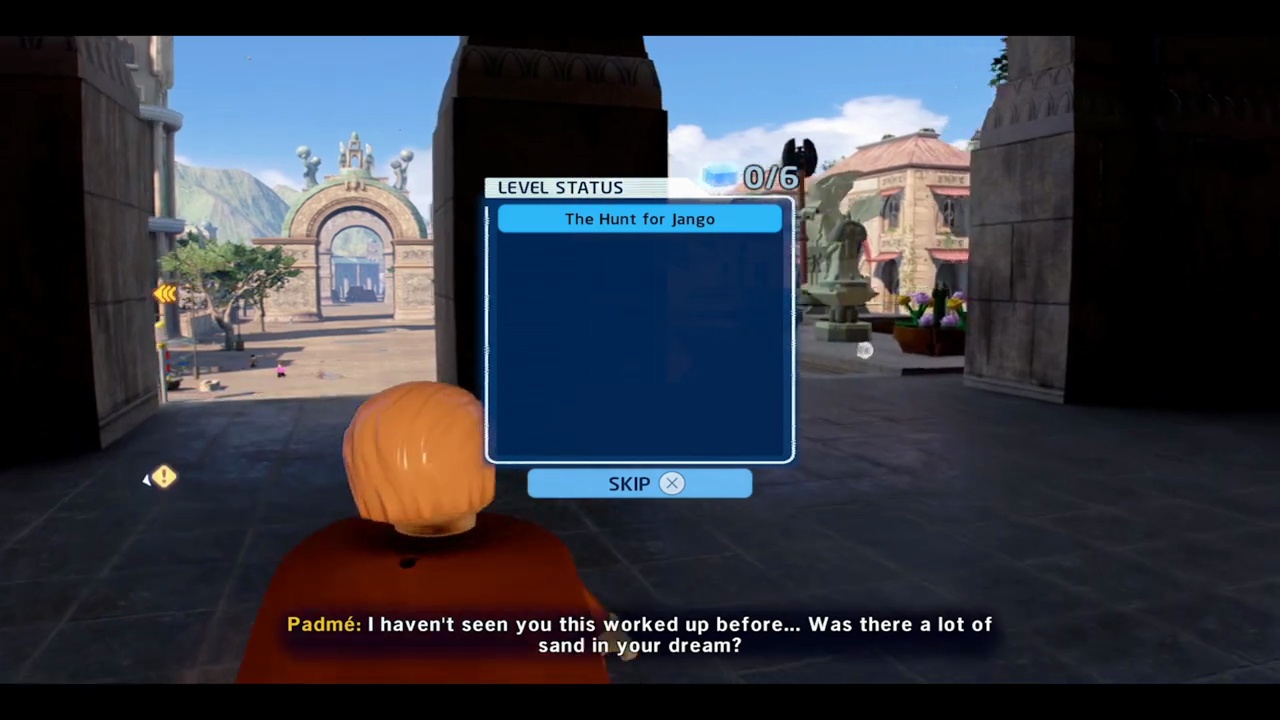 0/6
LEVEL STATUS
The Hunt for Jango
SKIP
Padmé: I haven't seen you this worked up before... Was there a lot of
sand in your dream?